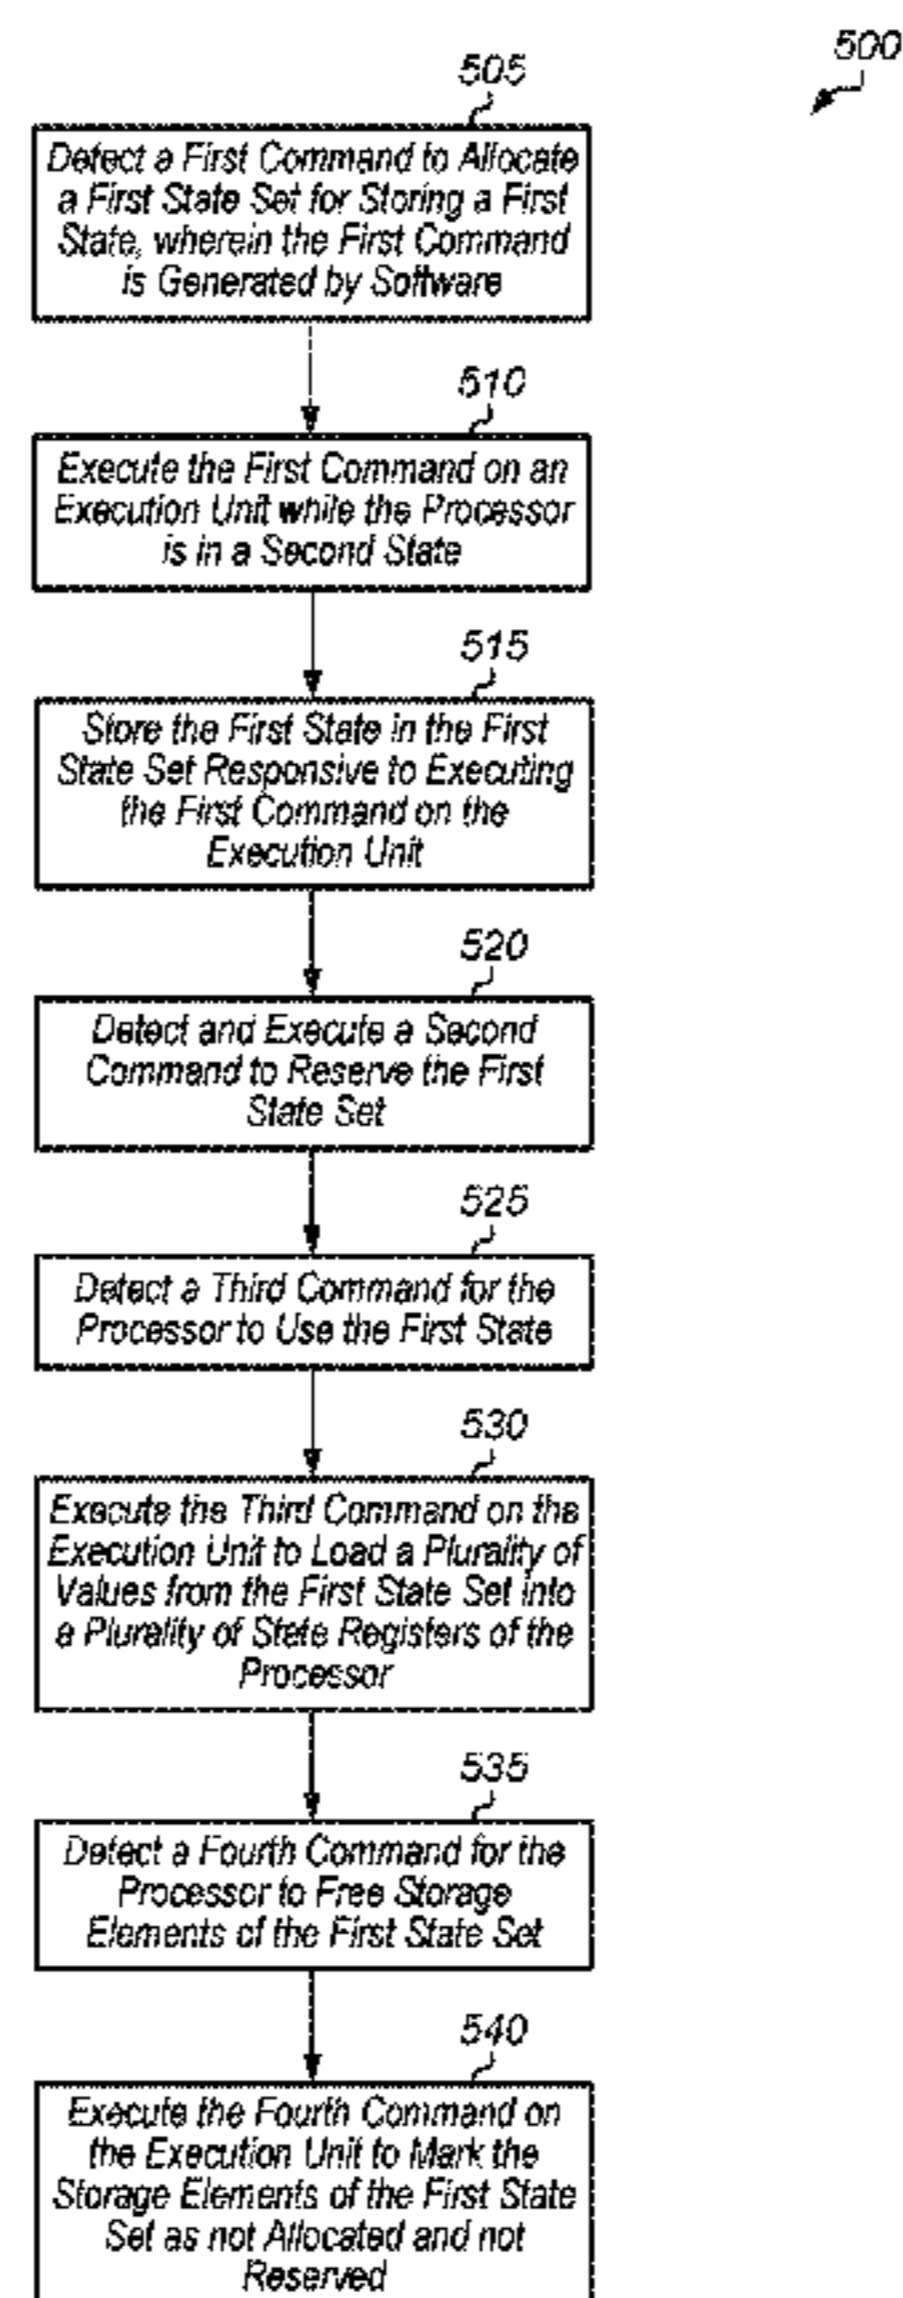 500
505
Detect a First Command to Allocate
a First State Set for Storing a First
State, wherein the First Command
is Generated by Software
510
Execute the First Command on an
Execution Unit while the Processor
is in a Second State
515
Store the First State in the First
State Set Responsive to Executing
the First Command on the
Execution Unit
520
Detect and Execute a Second
Command to Reserve the First
State Set
525
Detect a Third Command for the
Processor to Use the First State
530
Execute the Third Command on the
Execution Unit to Load a Plurality of
Values from the First State Set into
a Plurality of State Registers of the
Processor
535
Detect a Fourth Command for the
Processor to Free Storage
Elements of the First State Set
540
Execute the Fourth Command on
the Execution Unit to Mark the
Storage Elements of the First State
Set as not Allocated and not
Reserved